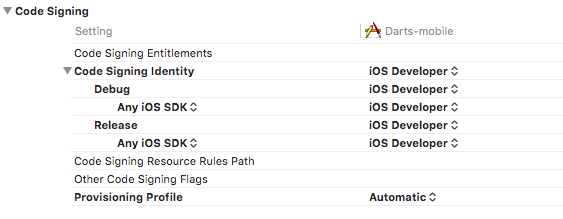 Code Signing
Setting Darts-mobile
Code Signing Entitlements
Code Signing Identity iOS Developer
Debug iOS Developer
Any iOS SDK iOS Developer
Release iOS Developer
Any iOS SDK iOS Developer
Code Signing Resource Rules Path
Other Code Signing Flags
Provisioning Profile Automatic